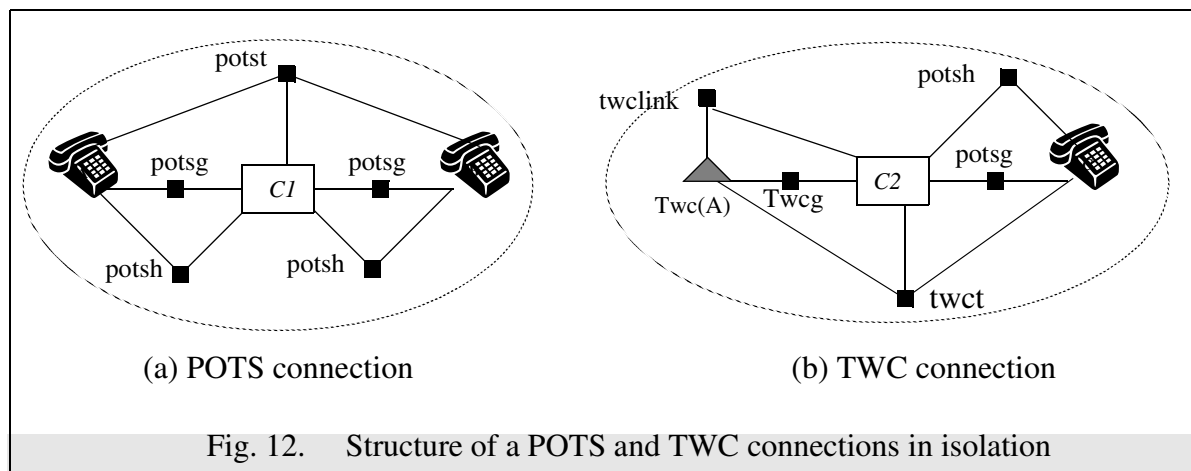 potst
potsg
potsg
C1
potsh
potsh
(a) POTS connection
twclink
potsh
potsg
C2
Twc(A)
Twcg
twct
(b) TWC connection
Fig. 12. Structure of a POTS and TWC connections in isolation